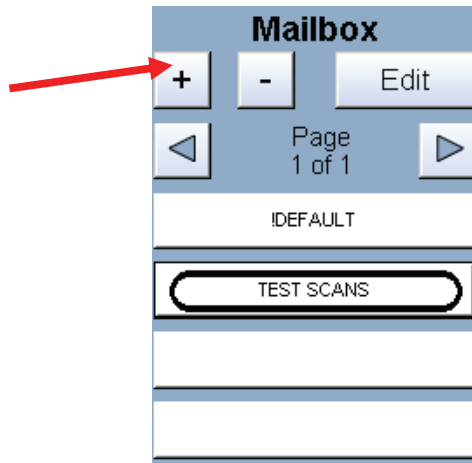 Mailbox
+ - Edit
Page
1 of 1
!DEFAULT
TEST SCANS